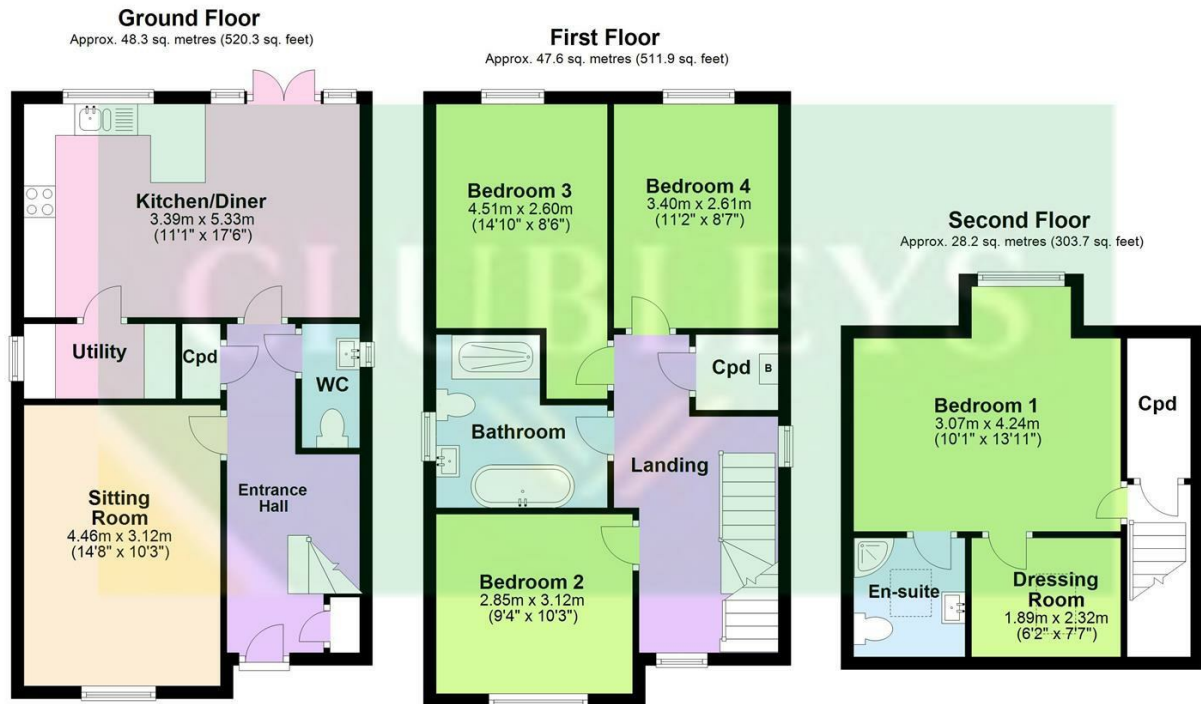 Ground Floor
Approx. 48.3 sq. metres (520.3 sq. feet)
Kitchen/Diner
3.39m x 5.33m
(11'1" x 17'6")
Utility
Cpd
WC
Sitting
Room
4.46m x 3.12m
(14'8" x 10'3")
Entrance
Hall
First Floor
Approx. 47.6 sq. metres (511.9 sq. feet)
Bedroom 3
4.51m x 2.60m
(14'10" x 8'6")
Bedroom 4
3.40m x 2.61m
(11'2" x 8'7")
Cpd
B
Bathroom
Landing
Bedroom 2
2.85m x 3.12m
(9'4" x 10'3")
Second Floor
Approx. 28.2 sq. metres (303.7 sq. feet)
Bedroom 1
3.07m x 4.24m
(10'1" x 13'11")
Cpd
En-suite
Dressing
Room
1.89m x 2.32m
(6'2" x 7'7")
CLUBLEYS